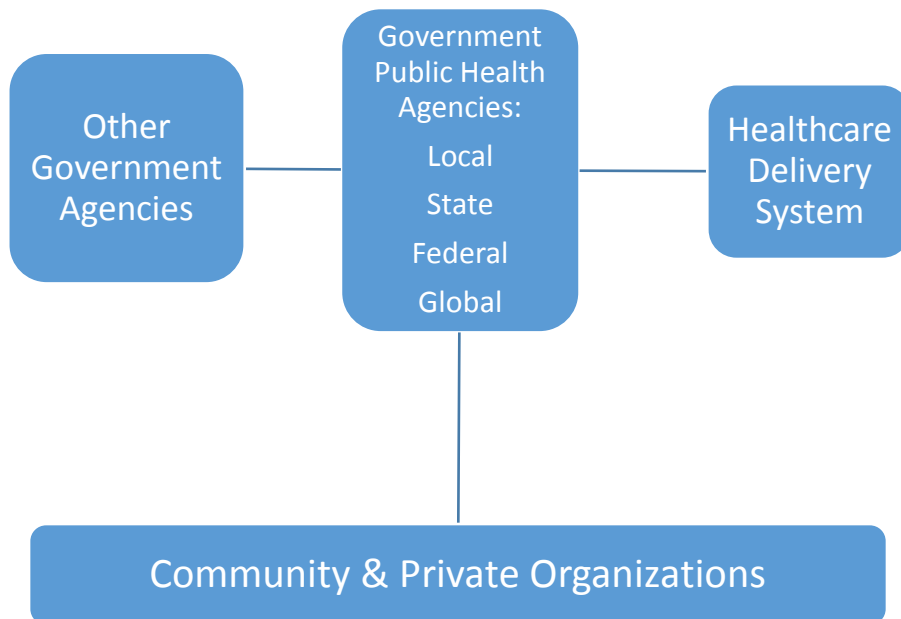 Other
Government
Agencies
Government
Public Health
Agencies:
Local
State
Federal
Global
Healthcare
Delivery
System
Community & Private Organizations